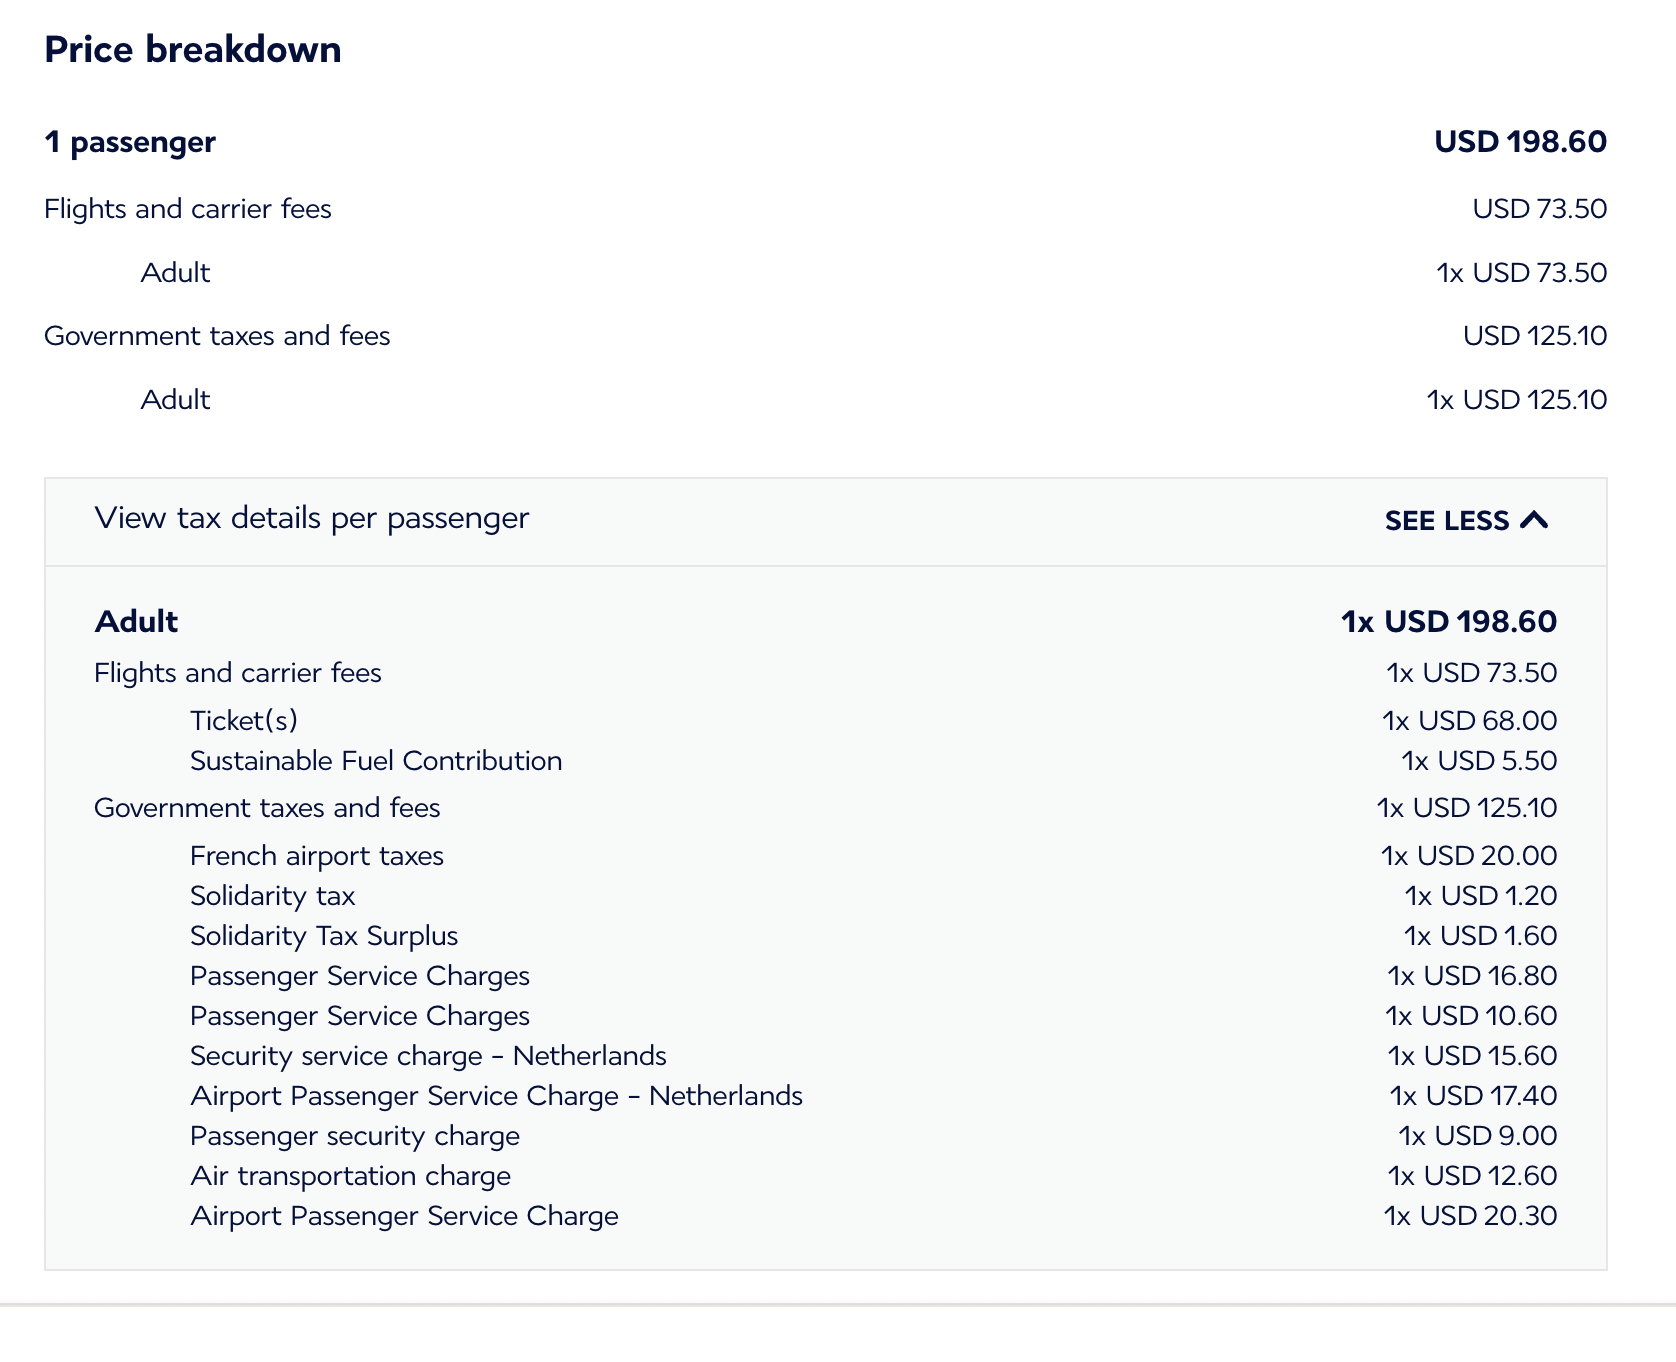 Price breakdown
1 passenger USD 198.60
Flights and carrier fees USD 73.50
Adult 1x USD 73.50
Government taxes and fees USD 125.10
Adult 1x USD 125.10
View tax details per passenger SEE LESS
Adult 1x USD 198.60
Flights and carrier fees 1x USD 73.50
Ticket(s) 1x USD 68.00
Sustainable Fuel Contribution 1x USD 5.50
Government taxes and fees 1x USD 125.10
French airport taxes 1x USD 20.00
Solidarity tax 1x USD 1.20
Solidarity Tax Surplus 1x USD 1.60
Passenger Service Charges 1x USD 16.80
Passenger Service Charges 1x USD 10.60
Security service charge - Netherlands 1x USD 15.60
Airport Passenger Service Charge - Netherlands 1x USD 17.40
Passenger security charge 1x USD 9.00
Air transportation charge 1x USD 12.60
Airport Passenger Service Charge 1x USD 20.30